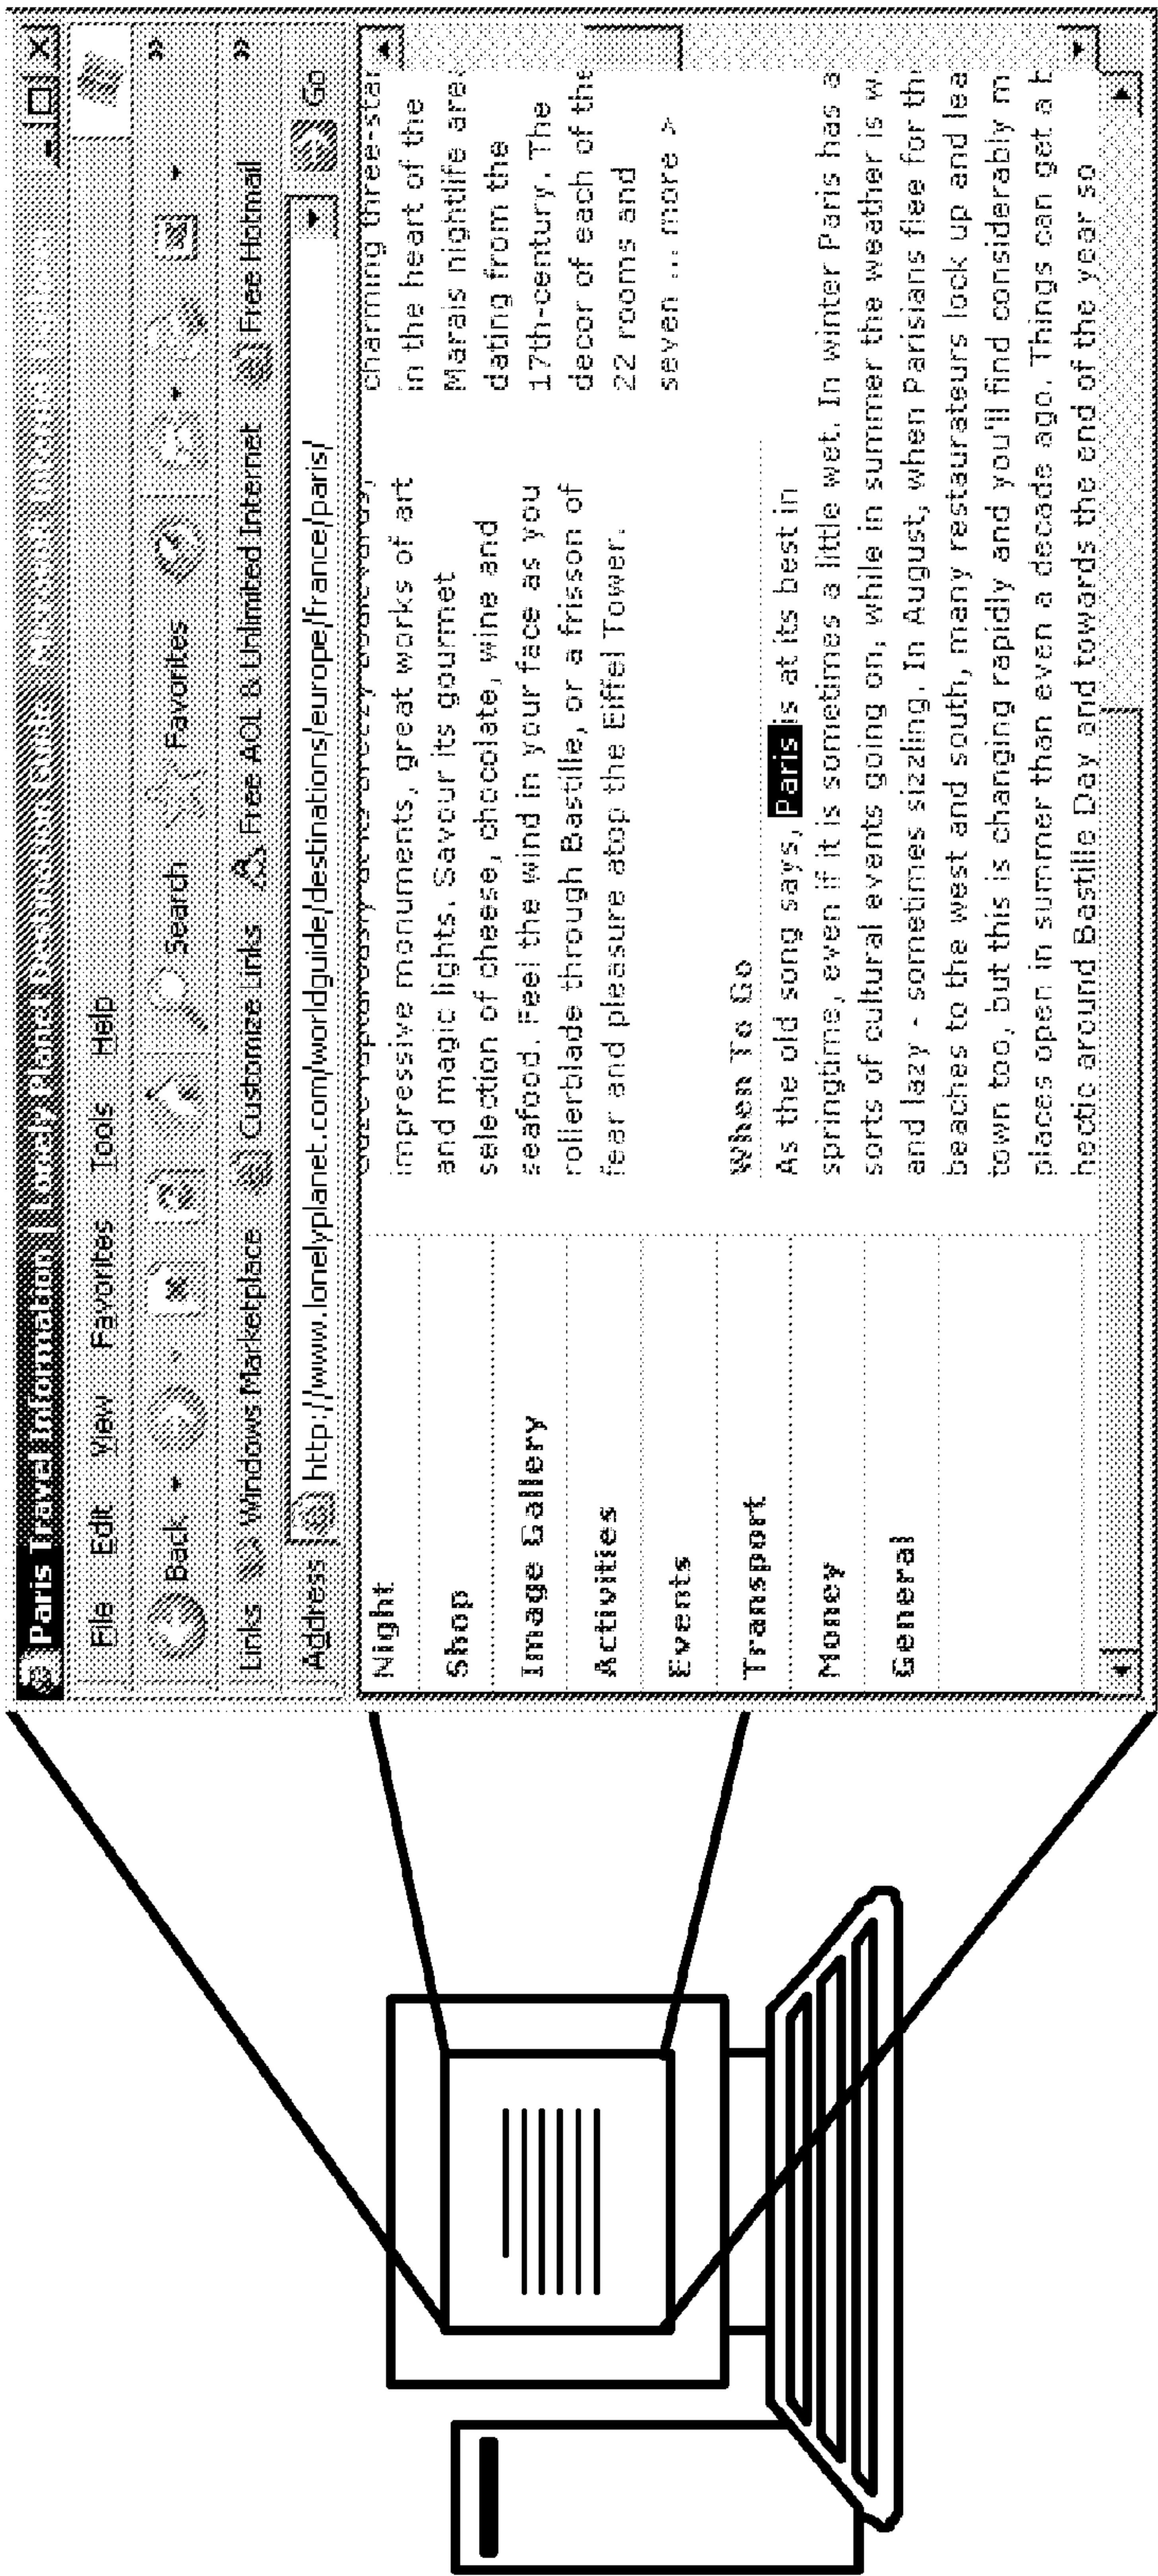 Paris Travel Information | Lonely Planet Destination Guide
File Edit View Favorites Tools Help
Back Search Favorites
Links Windows Marketplace Customize Links Free AOL & Unlimited Internet Free Hotmail
Address http://www.lonelyplanet.com/worldguide/destinations/europe/france/paris/ Go
Night
Shop
Image Gallery
Activities
Events
Transport
Money
General
impressive monuments, great works of art
and magic lights. Savour its gourmet
selection of cheese, chocolate, wine and
seafood. Feel the wind in your face as you
rollerblade through Bastille, or a frisson of
fear and pleasure atop the Eiffel Tower.
charming three-star
in the heart of the
Marais nightlife area
dating from the
17th-century. The
decor of each of the
22 rooms and
seven ... more >
When To Go
As the old song says, Paris is at its best in
springtime, even if it is sometimes a little wet. In winter Paris has a
sorts of cultural events going on, while in summer the weather is w
and lazy - sometimes sizzling. In August, when Parisians flee for the
beaches to the west and south, many restaurateurs lock up and lea
town too, but this is changing rapidly and you'll find considerably m
places open in summer than even a decade ago. Things can get a b
hectic around Bastille Day and towards the end of the year so